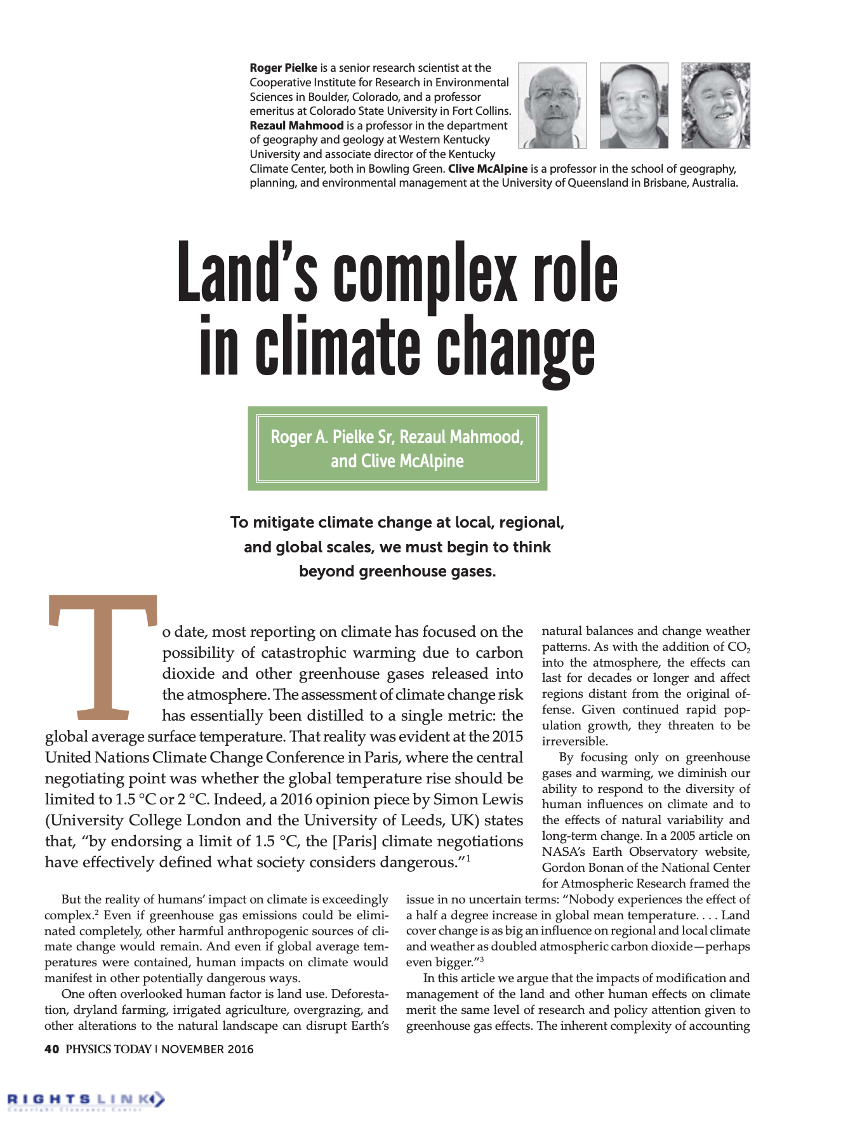 Roger Pielke is a senior research scientist at the
Cooperative Institute for Research in Environmental
Sciences in Boulder, Colorado, and a professor
emeritus at Colorado State University in Fort Collins.
Rezaul Mahmood is a professor in the department
of geography and geology at Western Kentucky
University and associate director of the Kentucky
Climate Center, both in Bowling Green. Clive McAlpine is a professor in the school of geography,
planning, and environmental management at the University of Queensland in Brisbane, Australia.
Land's complex role
in climate change
Roger A. Pielke Sr, Rezaul Mahmood,
and Clive McAlpine
To mitigate climate change at local, regional,
and global scales, we must begin to think
beyond greenhouse gases.
To date, most reporting on climate has focused on the
possibility of catastrophic warming due to carbon
dioxide and other greenhouse gases released into
the atmosphere. The assessment of climate change risk
has essentially been distilled to a single metric: the
global average surface temperature. That reality was evident at the 2015
United Nations Climate Change Conference in Paris, where the central
negotiating point was whether the global temperature rise should be
limited to 1.5 °C or 2 °C. Indeed, a 2016 opinion piece by Simon Lewis
(University College London and the University of Leeds, UK) states
that, "by endorsing a limit of 1.5 °C, the [Paris] climate negotiations
have effectively defined what society considers dangerous."¹
But the reality of humans' impact on climate is exceedingly
complex.² Even if greenhouse gas emissions could be elimi-
nated completely, other harmful anthropogenic sources of cli-
mate change would remain. And even if global average tem-
peratures were contained, human impacts on climate would
manifest in other potentially dangerous ways.
One often overlooked human factor is land use. Deforesta-
tion, dryland farming, irrigated agriculture, overgrazing, and
other alterations to the natural landscape can disrupt Earth's
natural balances and change weather
patterns. As with the addition of CO₂
into the atmosphere, the effects can
last for decades or longer and affect
regions distant from the original of-
fense. Given continued rapid pop-
ulation growth, they threaten to be
irreversible.
By focusing only on greenhouse
gases and warming, we diminish our
ability to respond to the diversity of
human influences on climate and to
the effects of natural variability and
long-term change. In a 2005 article on
NASA's Earth Observatory website,
Gordon Bonan of the National Center
for Atmospheric Research framed the
issue in no uncertain terms: "Nobody experiences the effect of
a half a degree increase in global mean temperature. . . . Land
cover change is as big an influence on regional and local climate
and weather as doubled atmospheric carbon dioxide—perhaps
even bigger."³
In this article we argue that the impacts of modification and
management of the land and other human effects on climate
merit the same level of research and policy attention given to
greenhouse gas effects. The inherent complexity of accounting
40 PHYSICS TODAY | NOVEMBER 2016
RIGHTSLINK
Copyright Clearance Center